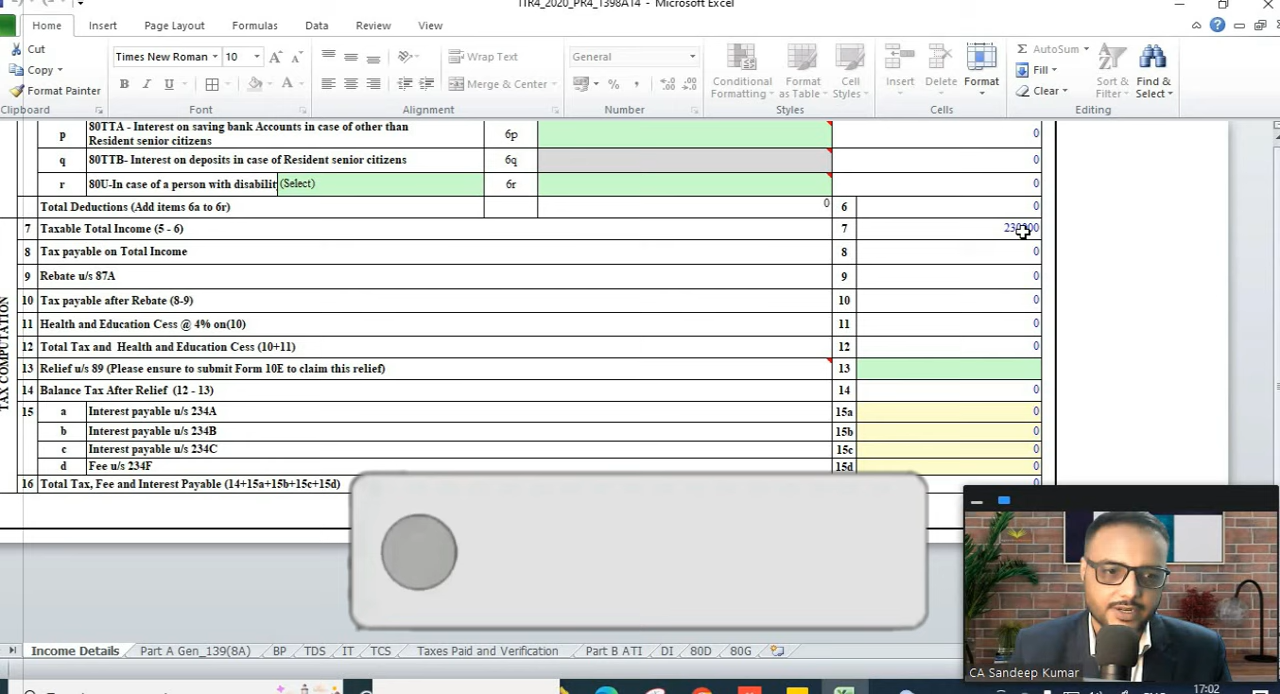 ITR4_2020_PR4_1398A14 - Microsoft Excel
Home Insert Page Layout Formulas Data Review View
Cut
Copy
Format Painter
Times New Roman 10
B I U
Wrap Text
Merge & Center
General
% ,
Conditional Formatting
Format as Table
Cell Styles
Insert Delete Format
AutoSum
Fill
Clear
Sort & Filter
Find & Select
Clipboard Font Alignment Number Styles Cells Editing
p 80TTA - Interest on saving bank Accounts in case of other than Resident senior citizens 6p 0
q 80TTB- Interest on deposits in case of Resident senior citizens 6q 0
r 80U-In case of a person with disabilit (Select) 6r 0
Total Deductions (Add items 6a to 6r) 0 6 0
7 Taxable Total Income (5 - 6) 7
8 Tax payable on Total Income 8 0
9 Rebate u/s 87A 9 0
10 Tax payable after Rebate (8-9) 10 0
11 Health and Education Cess @ 4% on(10) 11 0
12 Total Tax and Health and Education Cess (10+11) 12 0
13 Relief u/s 89 (Please ensure to submit Form 10E to claim this relief) 13
14 Balance Tax After Relief (12 - 13) 14 0
15 a Interest payable u/s 234A 15a 0
b Interest payable u/s 234B 15b 0
c Interest payable u/s 234C 15c 0
d Fee u/s 234F 15d 0
16 Total Tax, Fee and Interest Payable (14+15a+15b+15c+15d) 0
TAX COMPUTATION
Income Details Part A Gen_139(8A) BP TDS IT TCS Taxes Paid and Verification Part B ATI DI 80D 80G
CA Sandeep Kumar
17:02